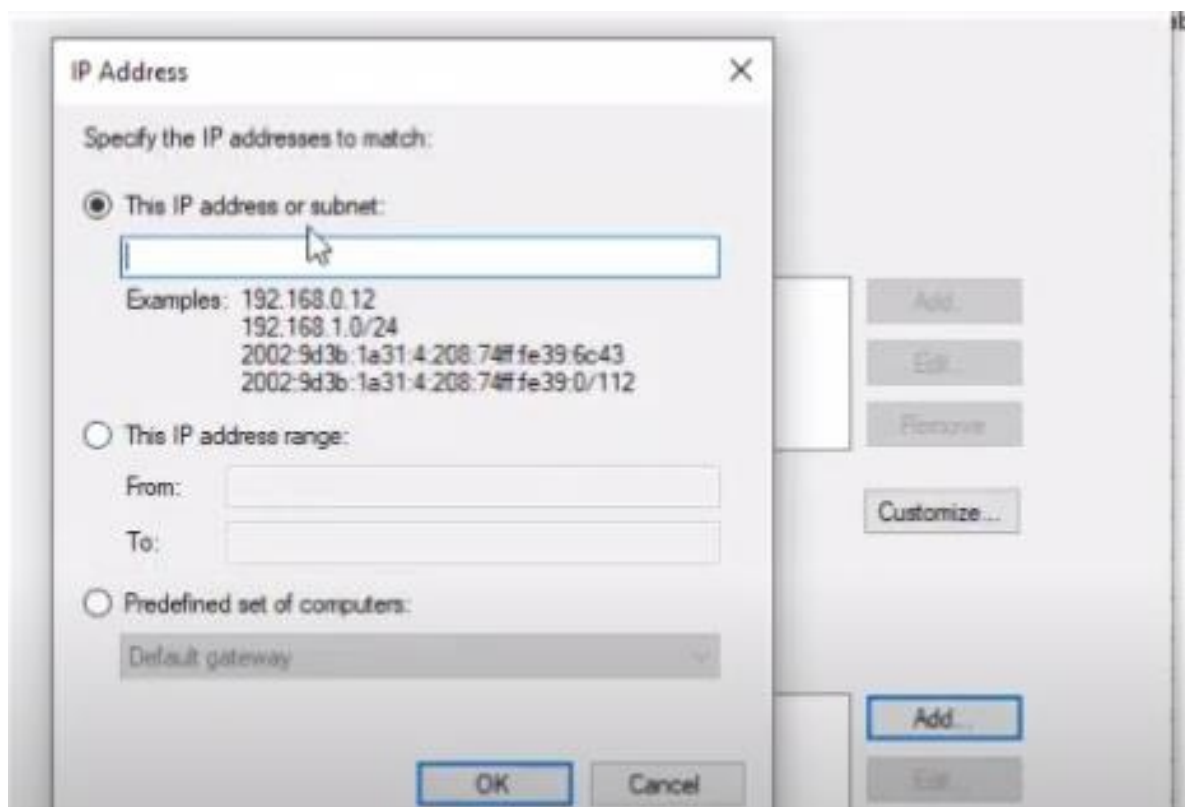 IP Address
Specify the IP addresses to match:
This IP address or subnet:
Examples: 192.168.0.12
192.168.1.0/24
2002:9d3b:1a31:4:208:74ff:fe39:6c43
2002:9d3b:1a31:4:208:74ff:fe39:0/112
This IP address range:
From:
To:
Predefined set of computers:
Default gateway
OK
Cancel
Add...
Edit...
Remove
Customize...
Add...
Edit...